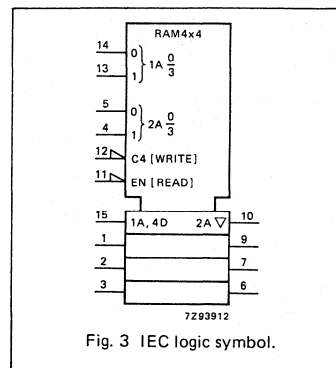 RAM4x4
14 0
13 1 } 1A 0/3
5 0
4 1 } 2A 0/3
12 C4 [WRITE]
11 EN [READ]
15 1A, 4D 2A ▽ 10
1 9
2 7
3 6
7Z93912
Fig. 3 IEC logic symbol.